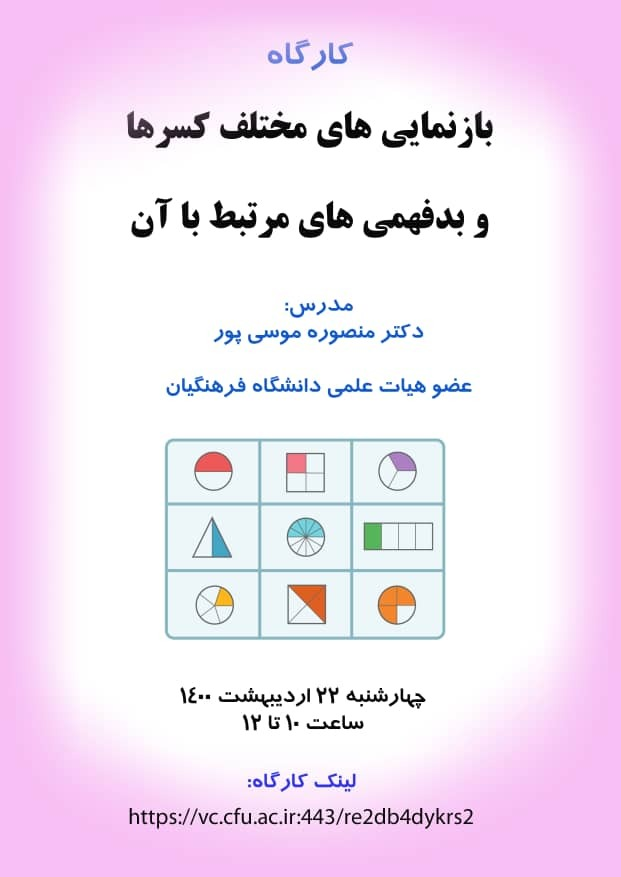 کارگاه
بازنمایی های مختلف کسرها
و بدفهمی های مرتبط با آن
مدرس:
دکتر منصوره موسی پور
عضو هیات علمی دانشگاه فرهنگیان
چهارشنبه ۲۲ اردیبهشت ۱٤۰۰
ساعت ۱۰ تا ۱۲
لینک کارگاه:
https://vc.cfu.ac.ir:443/re2db4dykrs2